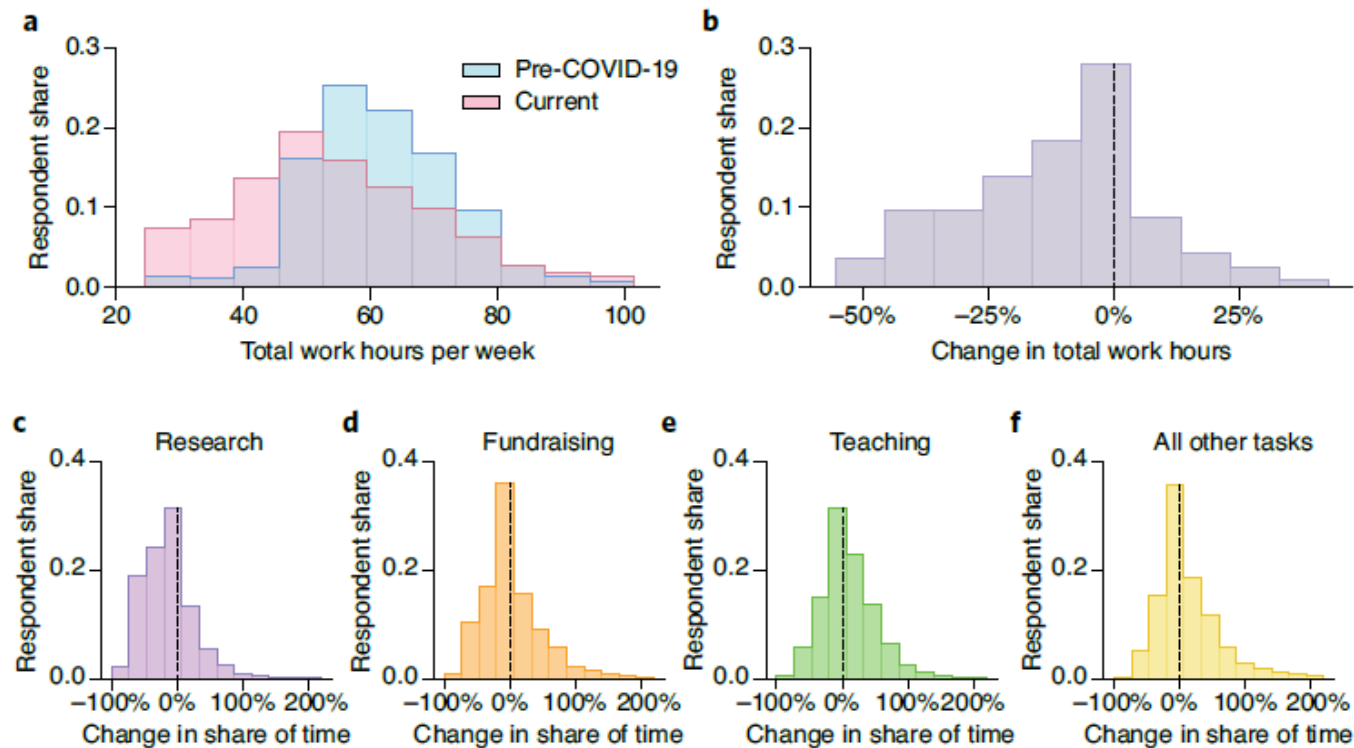 a
0.3
0.2
0.1
0.0
Respondent share
20 40 60 80 100
Total work hours per week
Pre-COVID-19
Current
b
0.3
0.2
0.1
0.0
Respondent share
–50% –25% 0% 25%
Change in total work hours
c
Research
0.4
0.2
0.0
Respondent share
–100% 0% 100% 200%
Change in share of time
d
Fundraising
0.4
0.2
0.0
Respondent share
–100% 0% 100% 200%
Change in share of time
e
Teaching
0.4
0.2
0.0
Respondent share
–100% 0% 100% 200%
Change in share of time
f
All other tasks
0.4
0.2
0.0
Respondent share
–100% 0% 100% 200%
Change in share of time